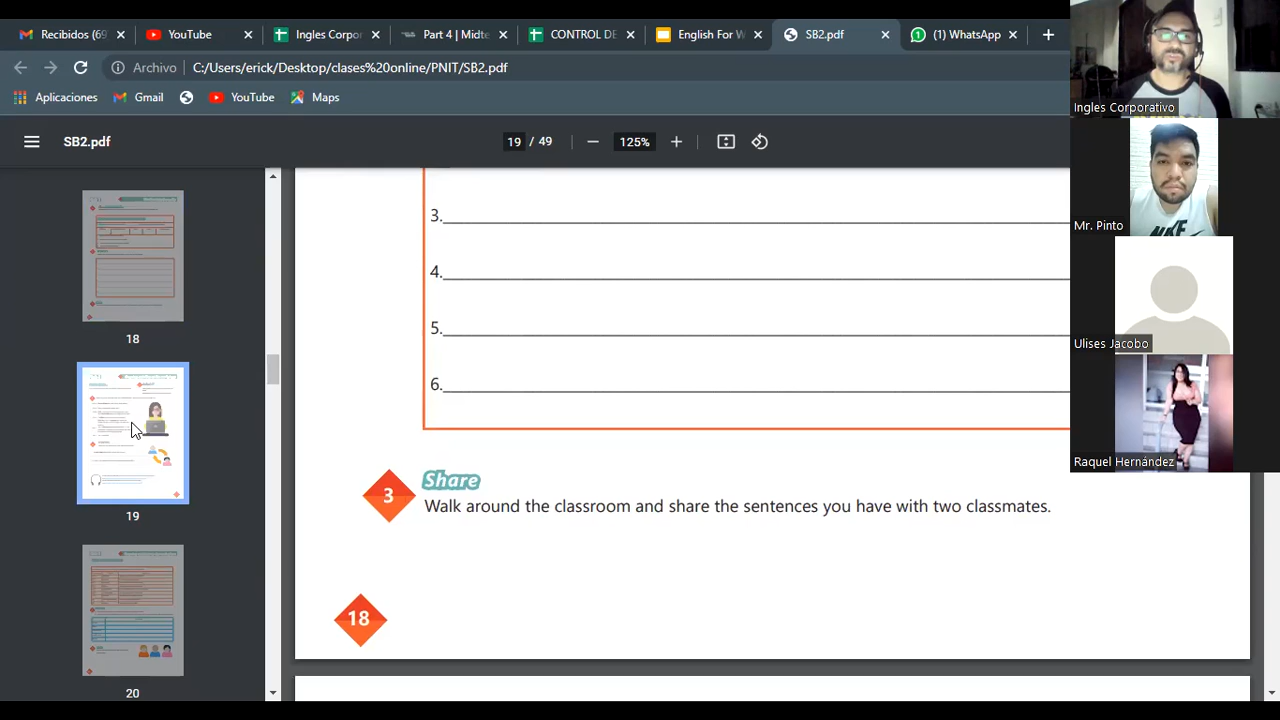 Recibidos (69
YouTube
Ingles Corpor
Part 4 | Midte
CONTROL DE
English For W
SB2.pdf
(1) WhatsApp
Archivo
C:/Users/erick/Desktop/clases%20online/PNIT/SB2.pdf
Aplicaciones
Gmail
YouTube
Maps
SB2.pdf
/ 49
125%
18
19
20
3.
4.
5.
6.
3
Share
Walk around the classroom and share the sentences you have with two classmates.
18
Ingles Corporativo
Mr. Pinto
NIKE
Ulises Jacobo
Raquel Hernández